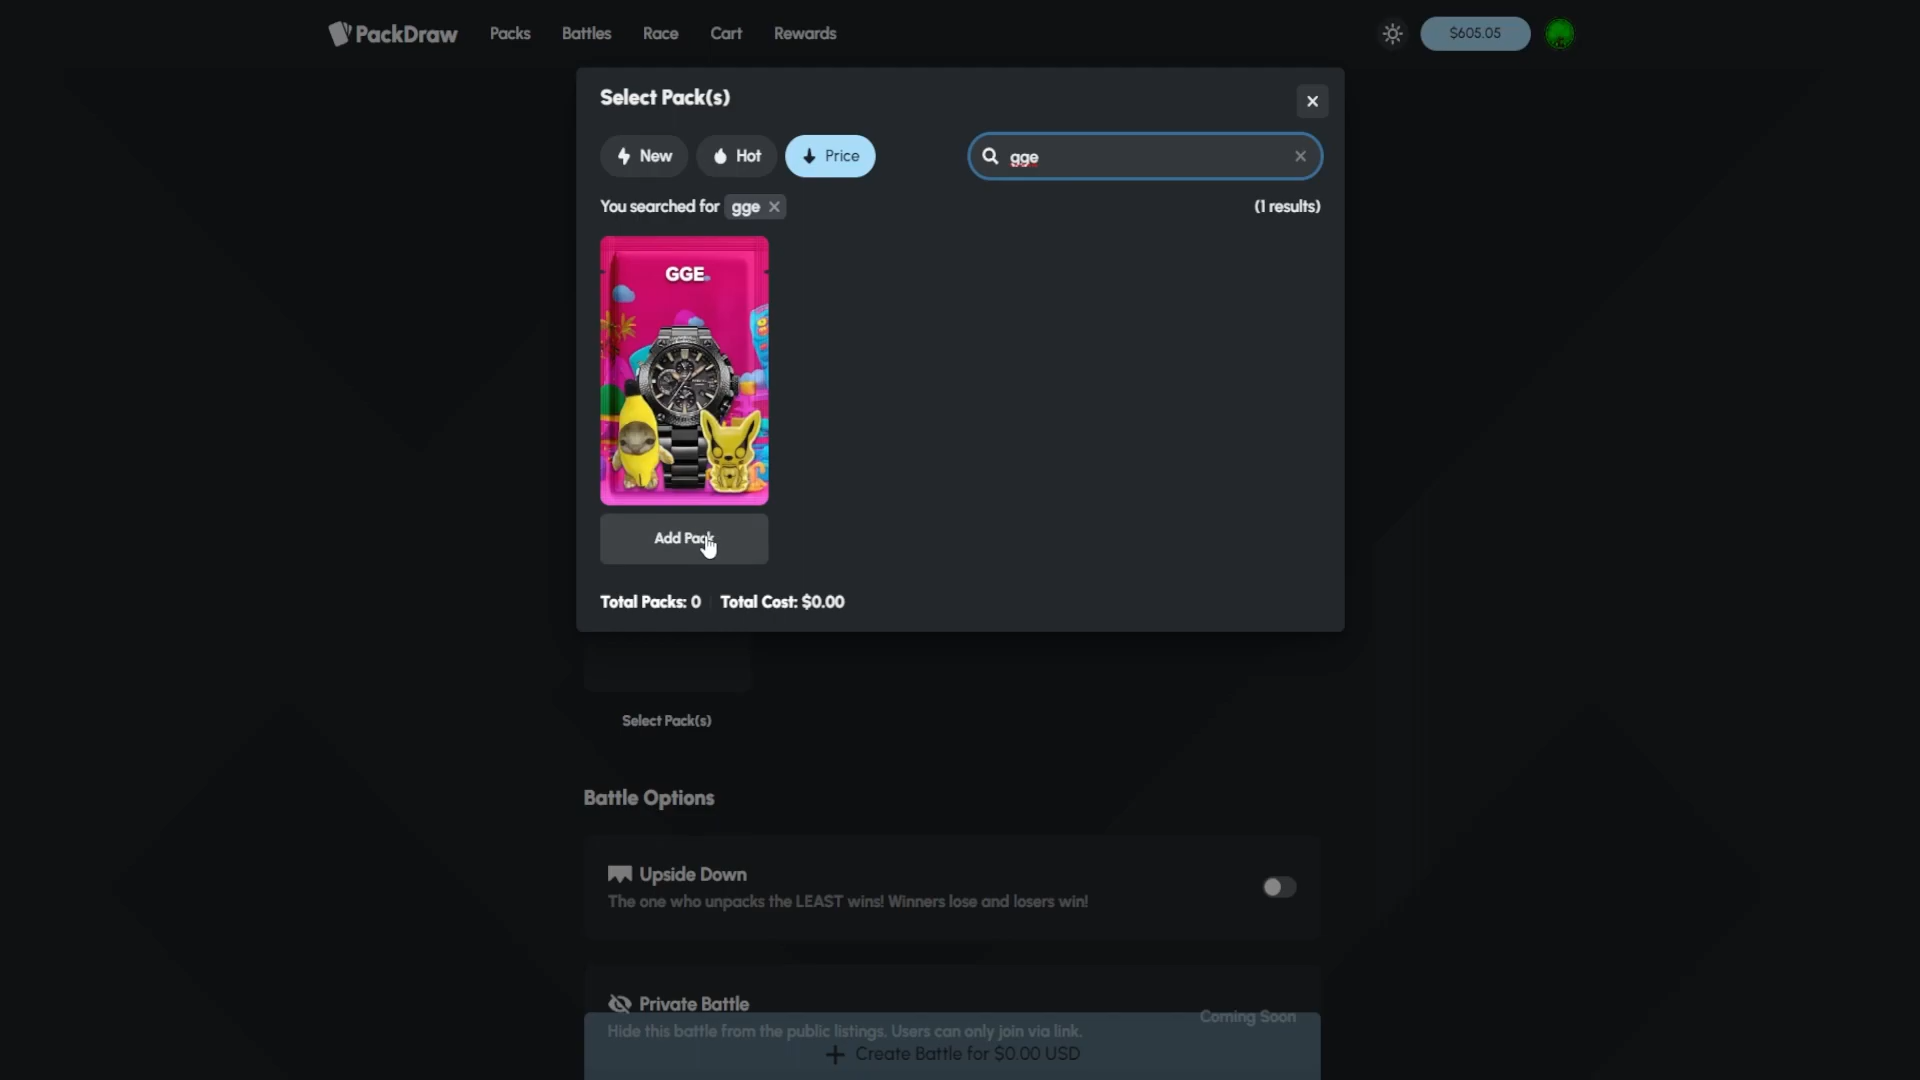 PackDraw Packs Battles Race Cart Rewards $605.05
Select Pack(s)
New Hot Price gge
You searched for gge (1 results)
GGE
Add Pack
Total Packs: 0 Total Cost: $0.00
Select Pack(s)
Battle Options
Upside Down
The one who unpacks the LEAST wins! Winners lose and losers win!
Private Battle
Coming Soon
Hide this battle from the public listings. Users can only join via link.
Create Battle for $0.00 USD